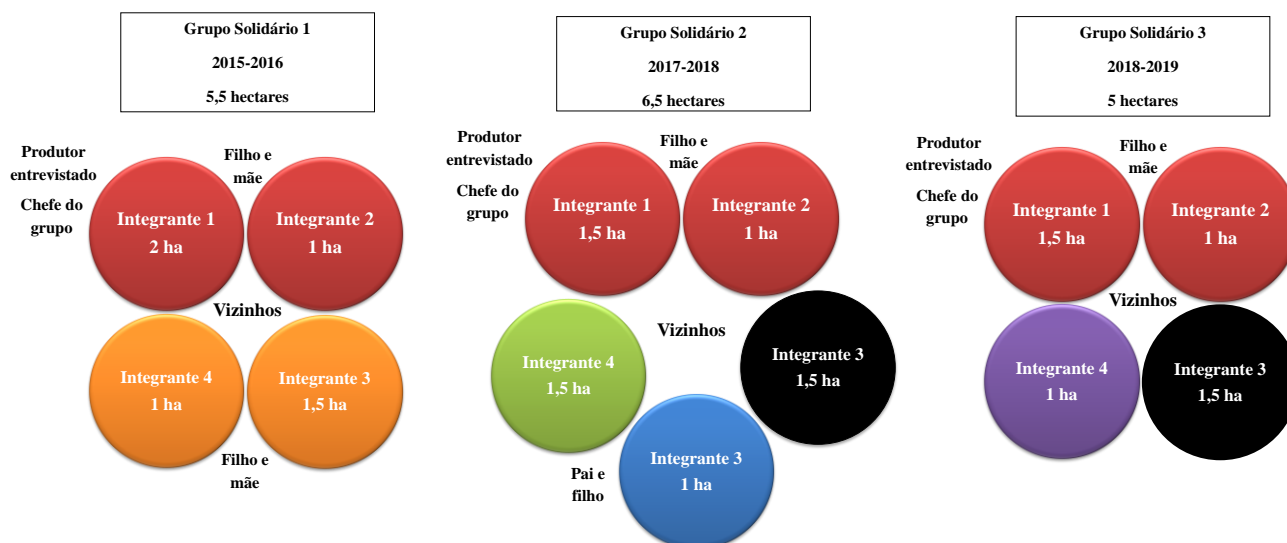 Grupo Solidário 1
2015-2016
5,5 hectares
Produtor
entrevistado
Chefe do
grupo
Filho e
mãe
Integrante 1
2 ha
Integrante 2
1 ha
Vizinhos
Integrante 4
1 ha
Integrante 3
1,5 ha
Filho e
mãe
Grupo Solidário 2
2017-2018
6,5 hectares
Produtor
entrevistado
Chefe do
grupo
Filho e
mãe
Integrante 1
1,5 ha
Integrante 2
1 ha
Vizinhos
Integrante 4
1,5 ha
Integrante 3
1,5 ha
Integrante 3
1 ha
Pai e
filho
Grupo Solidário 3
2018-2019
5 hectares
Produtor
entrevistado
Chefe do
grupo
Filho e
mãe
Integrante 1
1,5 ha
Integrante 2
1 ha
Vizinhos
Integrante 4
1 ha
Integrante 3
1,5 ha